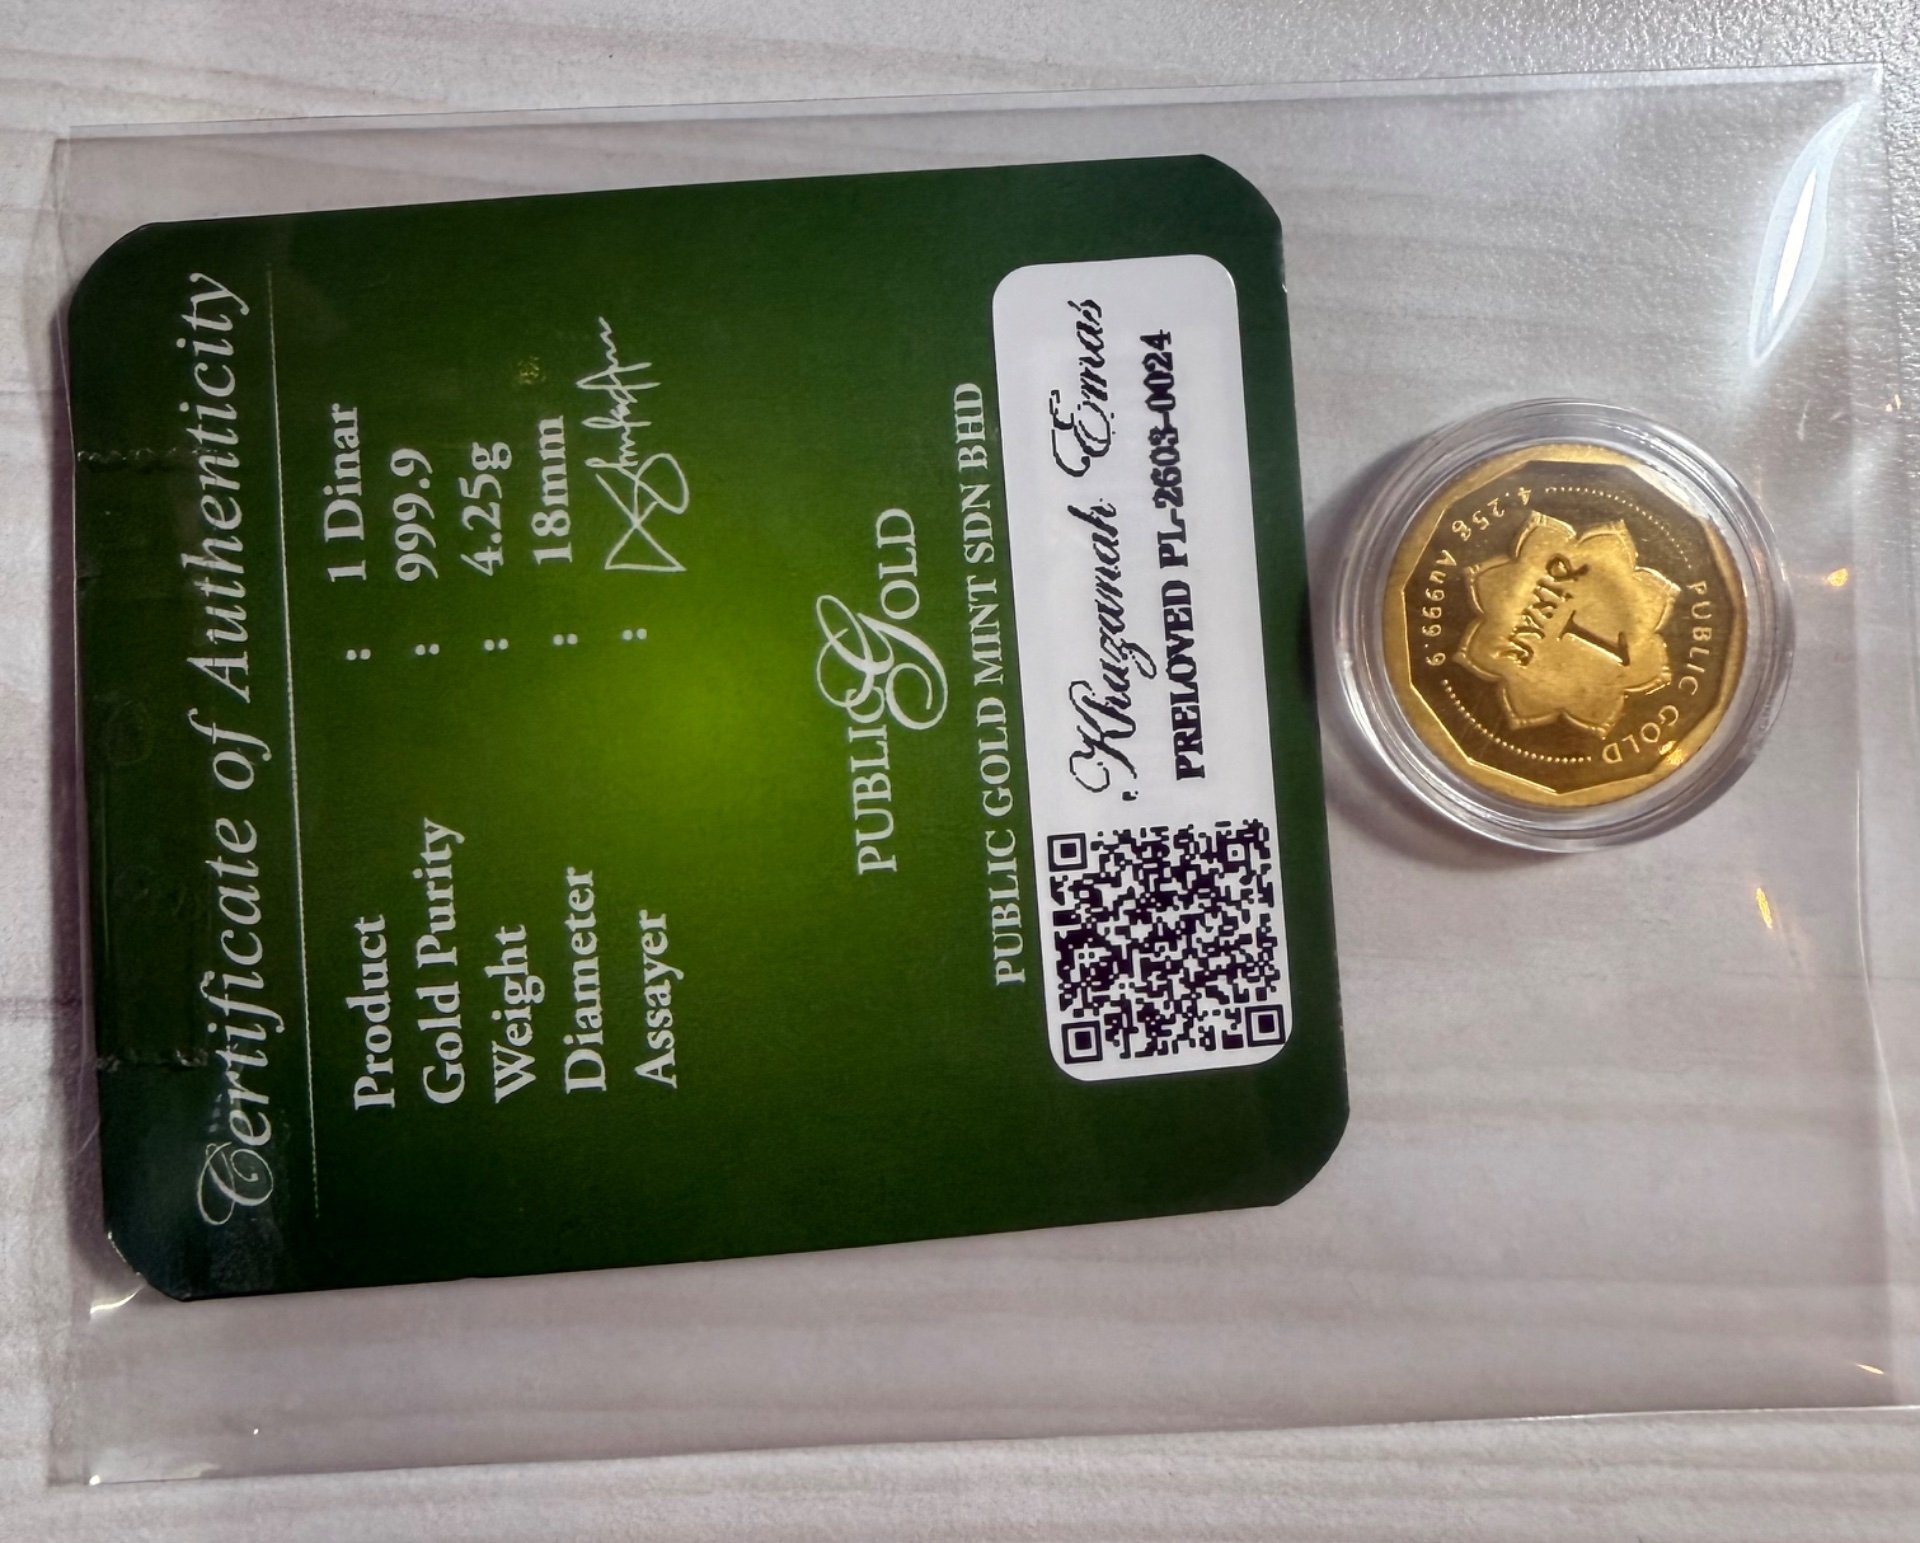 Certificate of Authenticity
Product : 1 Dinar
Gold Purity : 999.9
Weight : 4.25g
Diameter : 18mm
Assayer :
PUBLIC GOLD
PUBLIC GOLD MINT SDN BHD
Khazanah Emas
PRELOVED PL-2603-0024
PUBLIC GOLD
1
DINAR
4.25g Au999.9